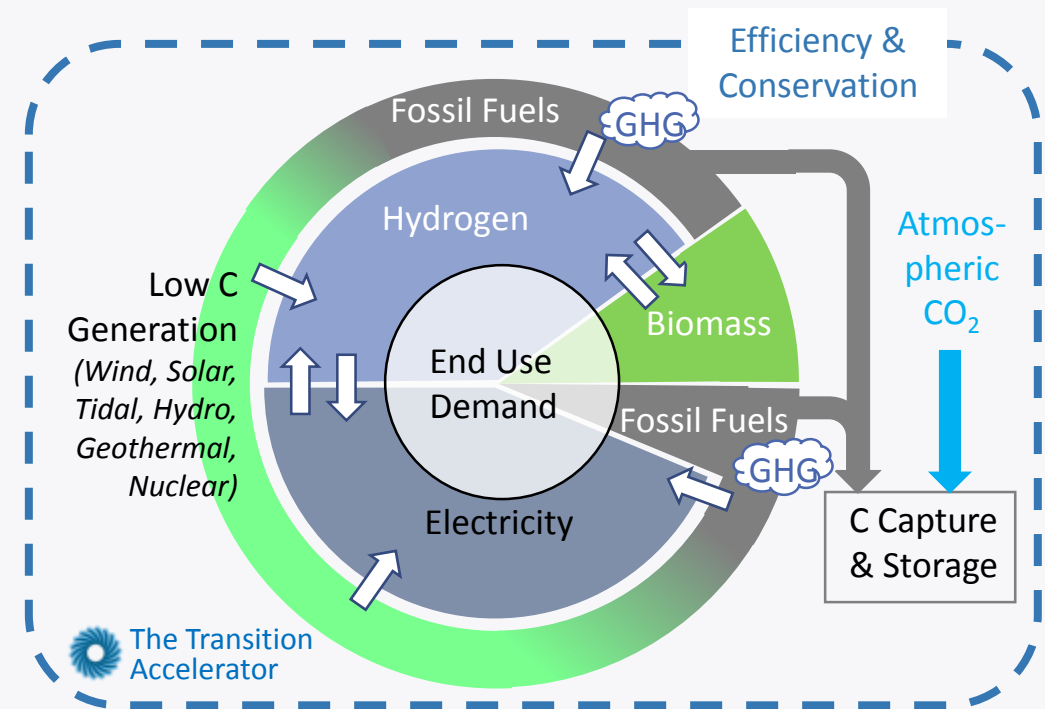 Efficiency &
Conservation
Fossil Fuels
GHG
Hydrogen
Atmos-
pheric
CO₂
Low C
Generation
(Wind, Solar,
Tidal, Hydro,
Geothermal,
Nuclear)
Biomass
End Use
Demand
Fossil Fuels
GHG
Electricity
C Capture
& Storage
The Transition
Accelerator